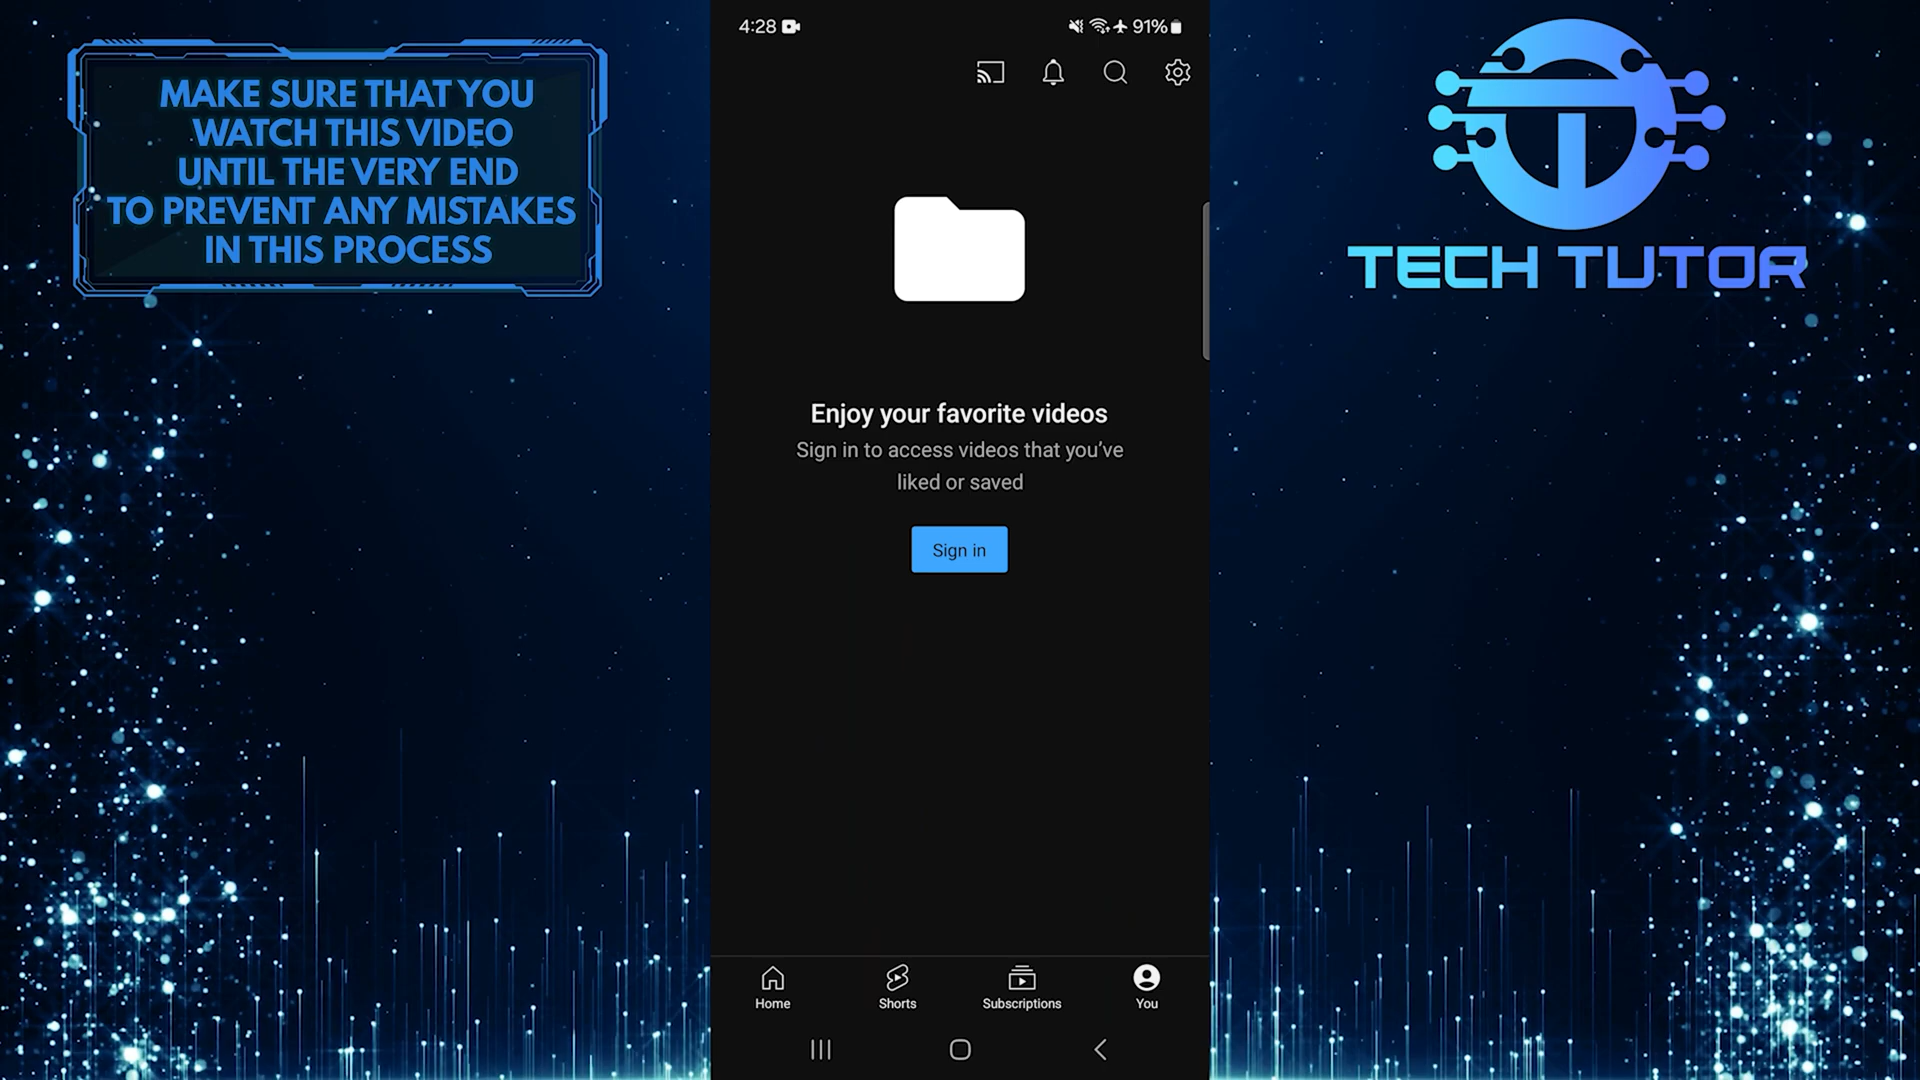 MAKE SURE THAT YOU
WATCH THIS VIDEO
UNTIL THE VERY END
TO PREVENT ANY MISTAKES
IN THIS PROCESS
4:28
91%
TECH TUTOR
Enjoy your favorite videos
Sign in to access videos that you’ve
liked or saved
Sign in
Home
Shorts
Subscriptions
You